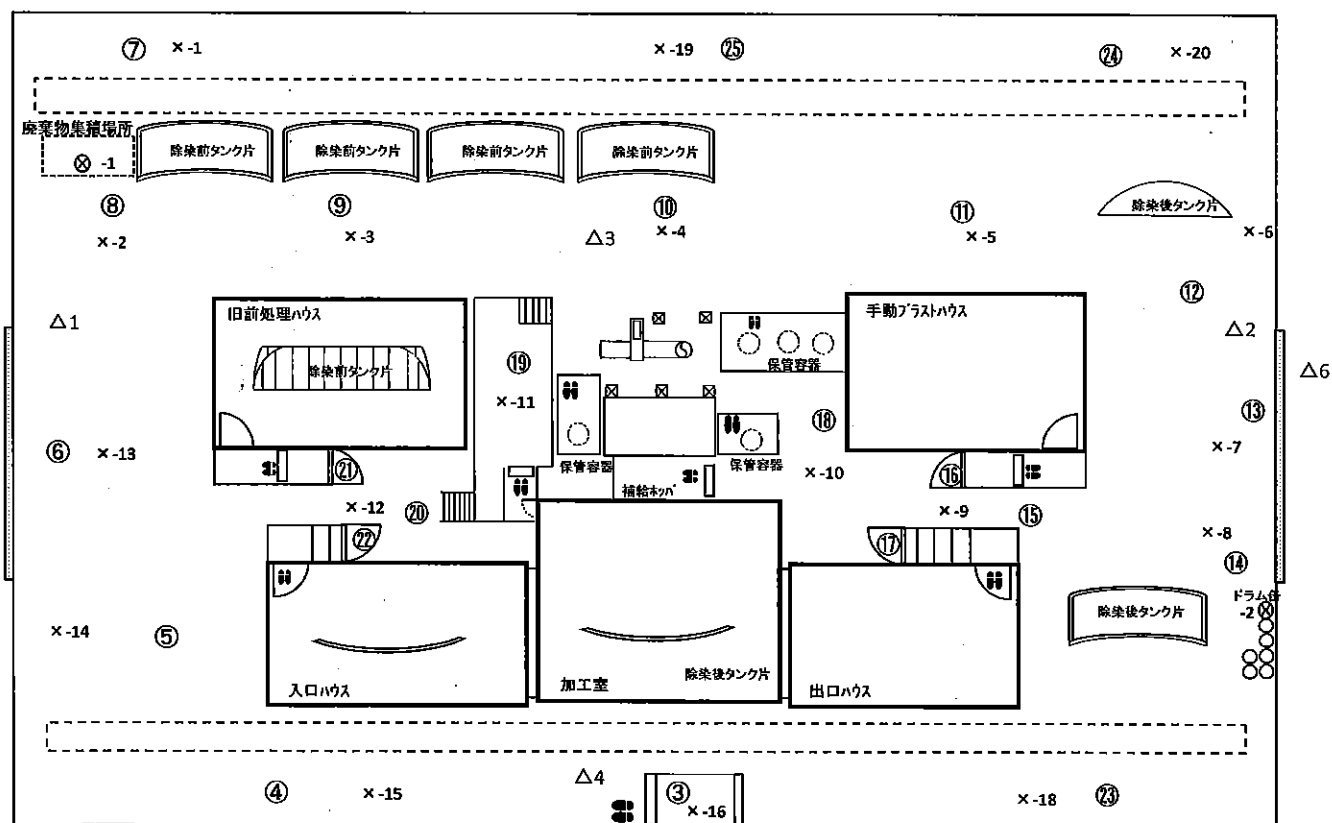 ⑦ ×-1 ×-19 ㉕ ㉔ ×-20
廃棄物集積場所
⊗ -1
除染前タンク片 除染前タンク片 除染前タンク片 除染前タンク片
除染後タンク片
⑧ ⑨ ⑩ ⑪
×-2 ×-3 △3 ×-4 ×-5 ×-6
⑫
旧前処理ハウス
手動ブラストハウス
△1 △2
除染前タンク片
⑲
保管容器
△6
×-11
⑬
⑱
⑥ ×-13
×-7
㉑
保管容器 保管容器
×-10
⑯
補給ホッパ
×-12 ⑳
×-9 ⑮
×-8
㉒ ⑰
⑭
ドラム缶
-2 ⊗
除染後タンク片
×-14 ⑤
入口ハウス
加工室
除染後タンク片
出口ハウス
④ ×-15 △4 ③ ×-16 ×-18 ㉓